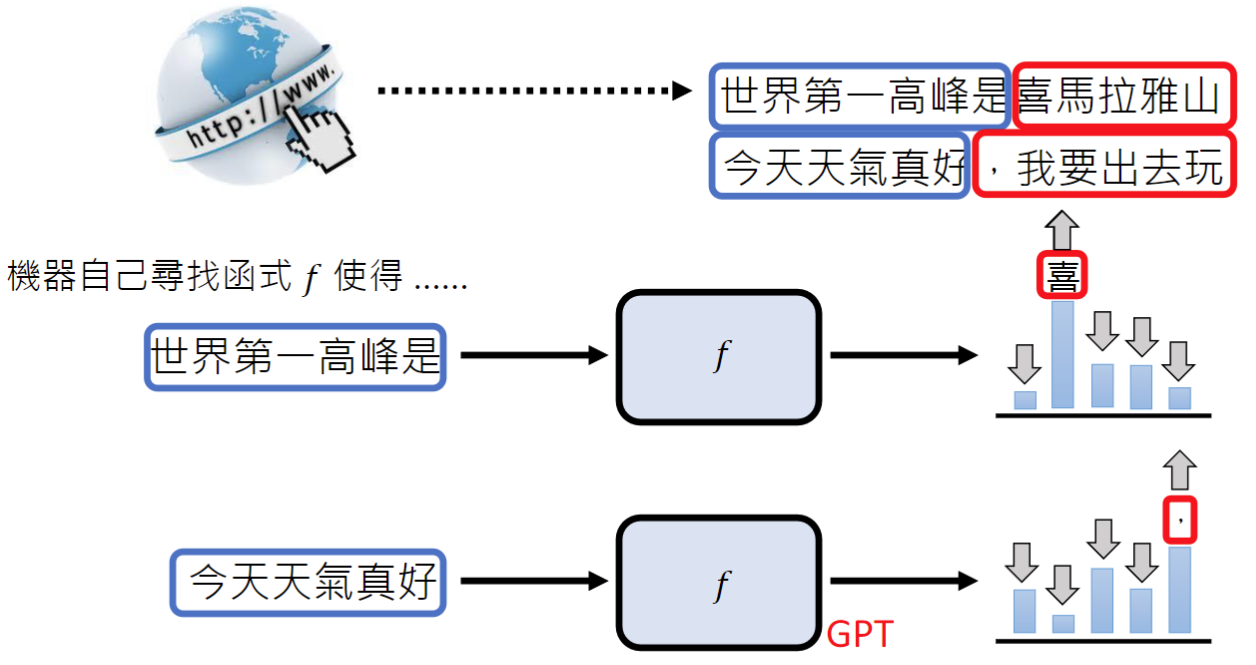 http://www.
世界第一高峰是喜馬拉雅山
今天天氣真好，我要出去玩
機器自己尋找函式 f 使得 ......
喜
世界第一高峰是
f
，
今天天氣真好
f
GPT